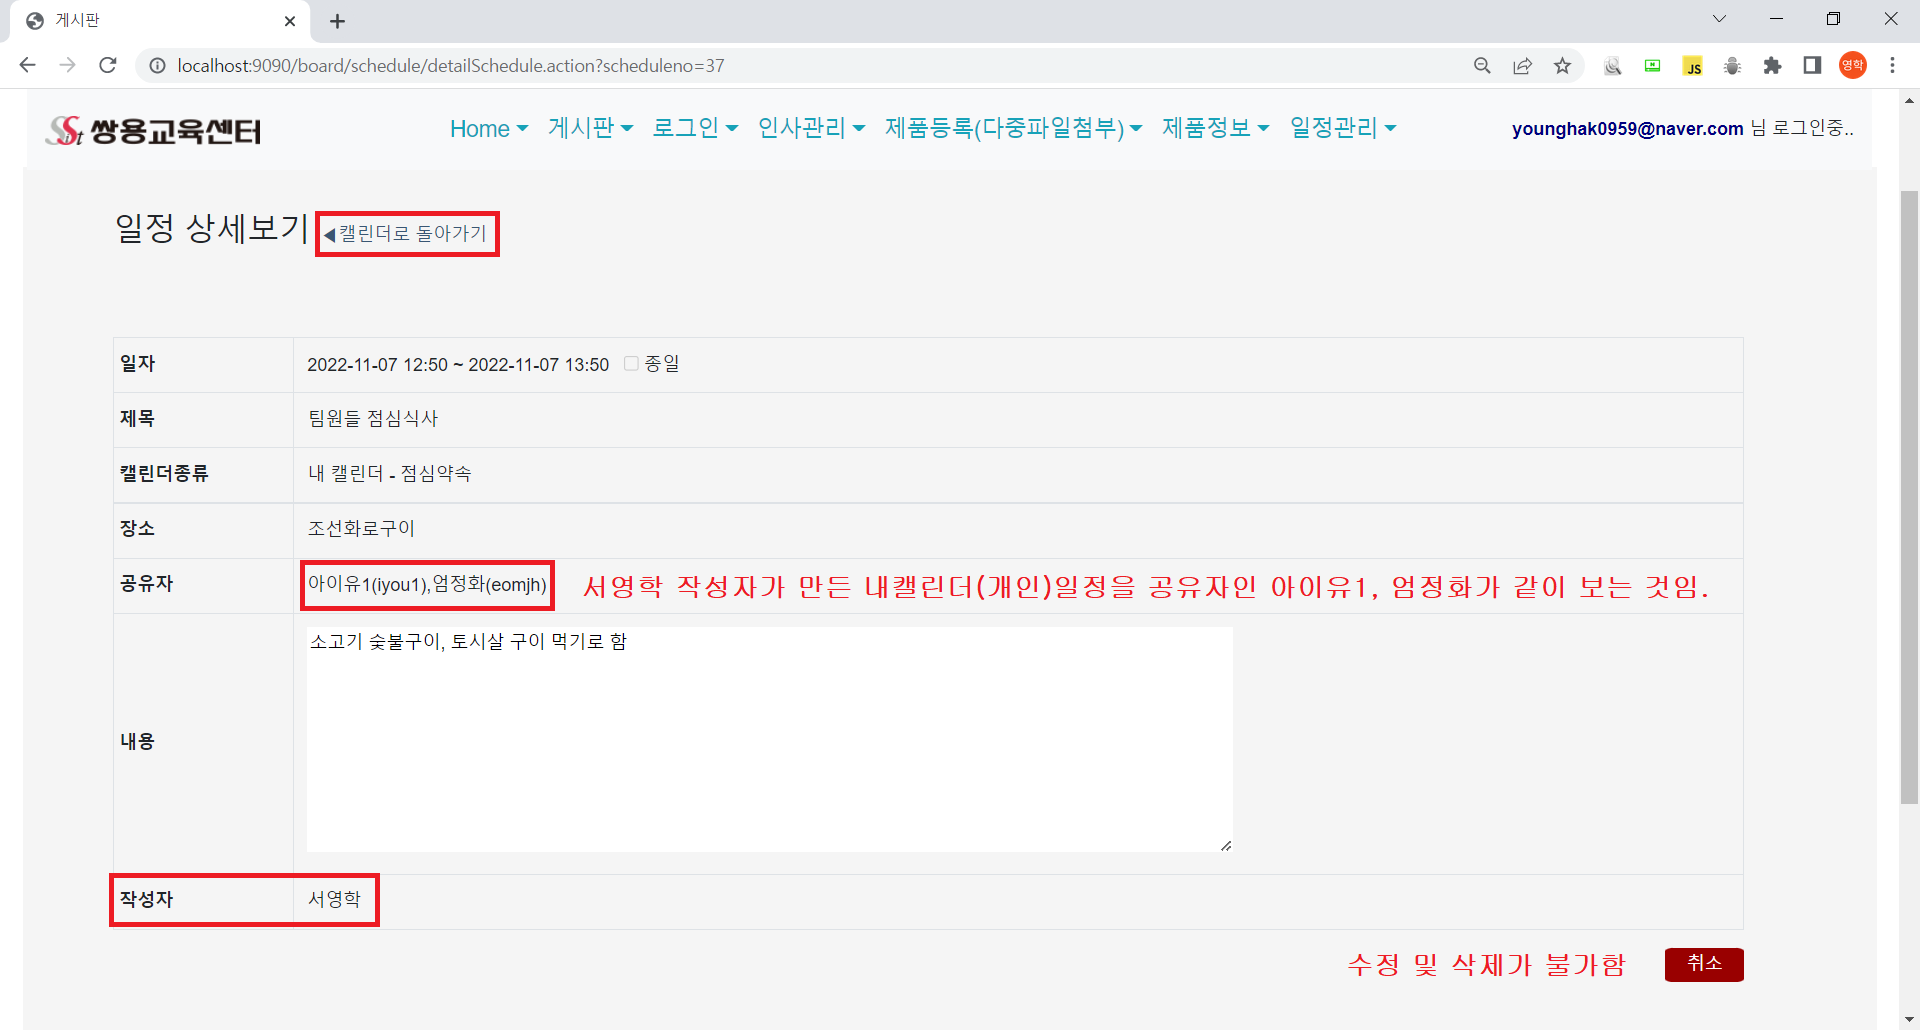 게시판
localhost:9090/board/schedule/detailSchedule.action?scheduleno=37
JS
영학
SSist 쌍용교육센터
Home 게시판 로그인 인사관리 제품등록(다중파일첨부) 제품정보 일정관리
younghak0959@naver.com 님 로그인중..
일정 상세보기 ◀캘린더로 돌아가기
일자 2022-11-07 12:50 ~ 2022-11-07 13:50 종일
제목 팀원들 점심식사
캘린더종류 내 캘린더 - 점심약속
장소 조선화로구이
공유자 아이유1(iyou1),엄정화(eomjh) 서영학 작성자가 만든 내캘린더(개인)일정을 공유자인 아이유1, 엄정화가 같이 보는 것임.
내용 소고기 숯불구이, 토시살 구이 먹기로 함
작성자 서영학
수정 및 삭제가 불가함 취소